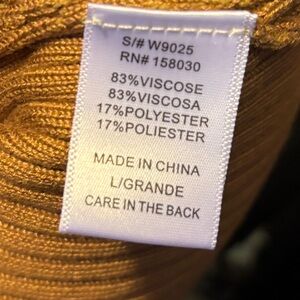 S/# W9025
RN# 158030
83%VISCOSE
83%VISCOSA
17%POLYESTER
17%POLIESTER
MADE IN CHINA
L/GRANDE
CARE IN THE BACK